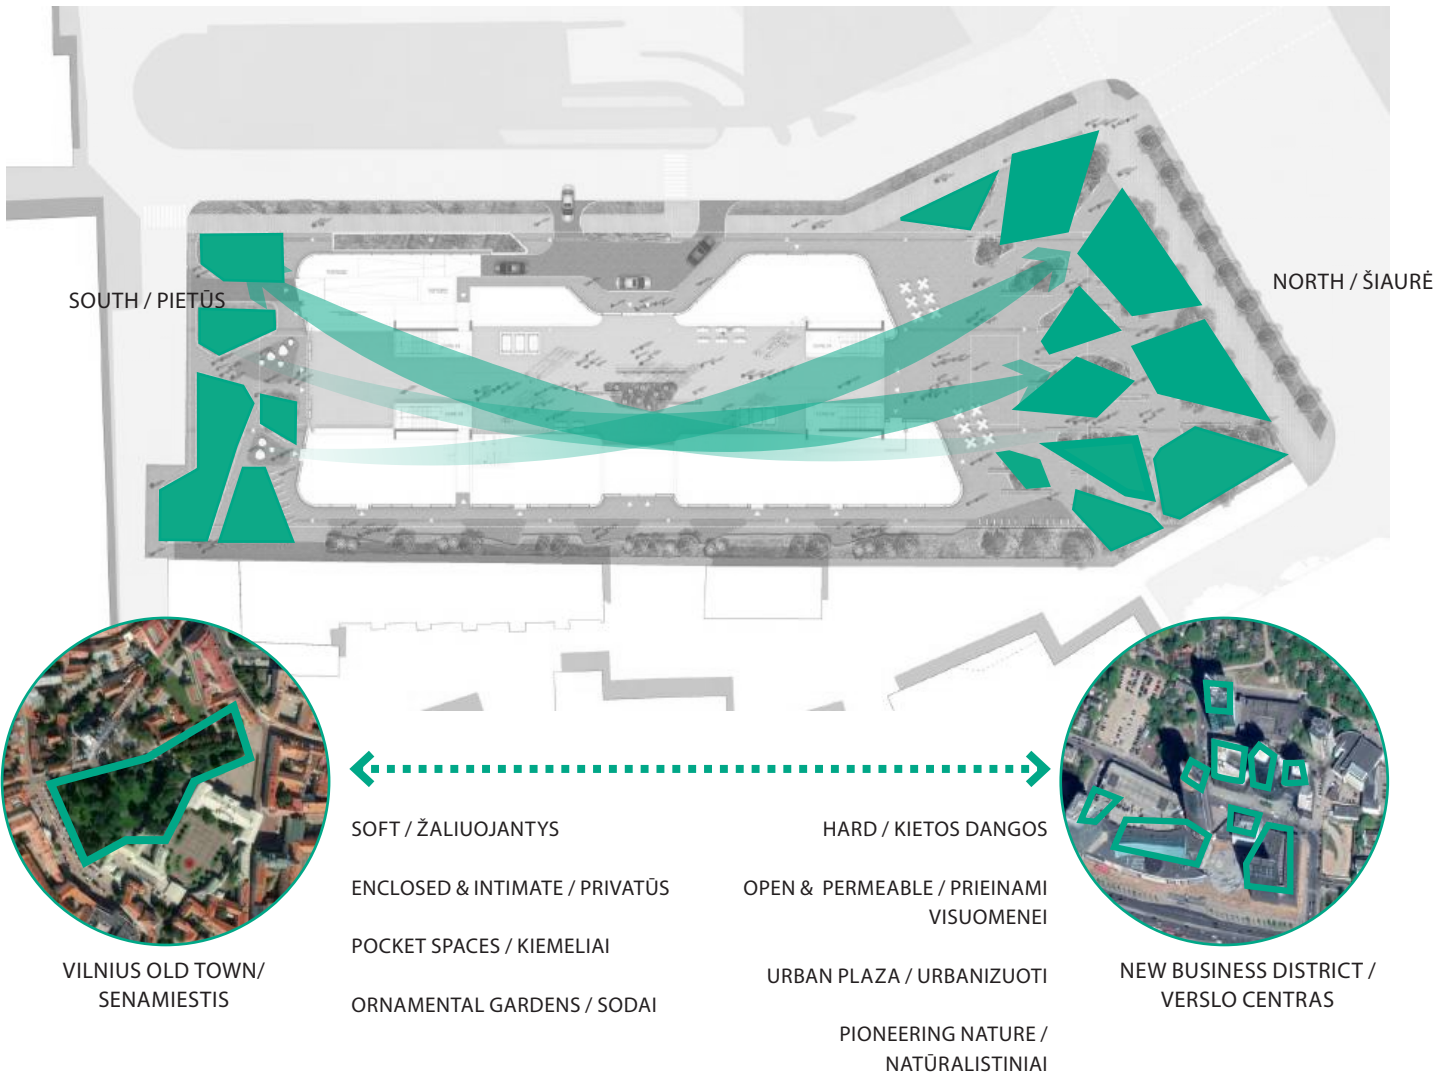 SOUTH / PIETŪS
NORTH / ŠIAURĖ
VILNIUS OLD TOWN/
SENAMIESTIS
SOFT / ŽALIUOJANTYS
ENCLOSED & INTIMATE / PRIVATŪS
POCKET SPACES / KIEMELIAI
ORNAMENTAL GARDENS / SODAI
HARD / KIETOS DANGOS
OPEN & PERMEABLE / PRIEINAMI
VISUOMENEI
URBAN PLAZA / URBANIZUOTI
PIONEERING NATURE /
NATŪRALISTINIAI
NEW BUSINESS DISTRICT /
VERSLO CENTRAS